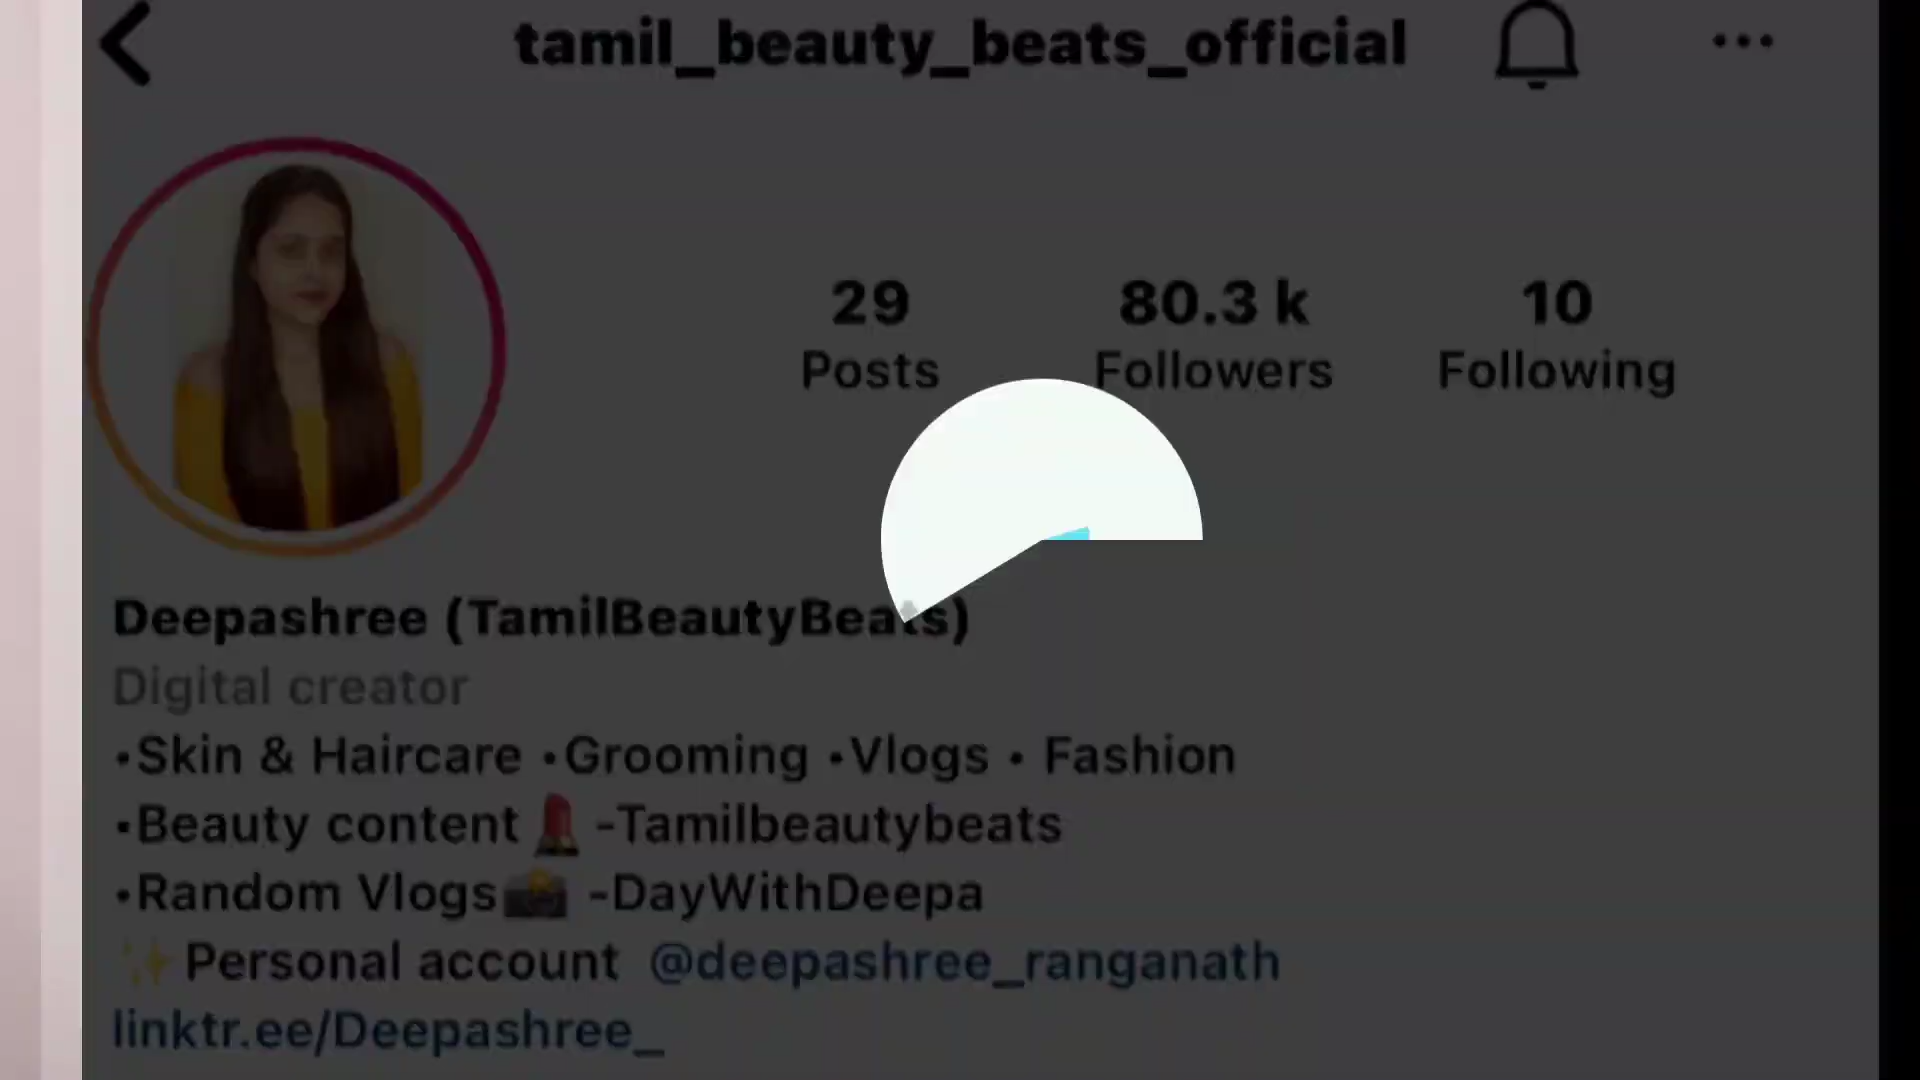 tamil_beauty_beats_official
29 80.3 k 10
Posts Followers Following
Deepashree (TamilBeautyBeats)
Digital creator
•Skin & Haircare •Grooming •Vlogs • Fashion
•Beauty content💄 -Tamilbeautybeats
•Random Vlogs📸 -DayWithDeepa
✨Personal account @deepashree_ranganath
linktr.ee/Deepashree_